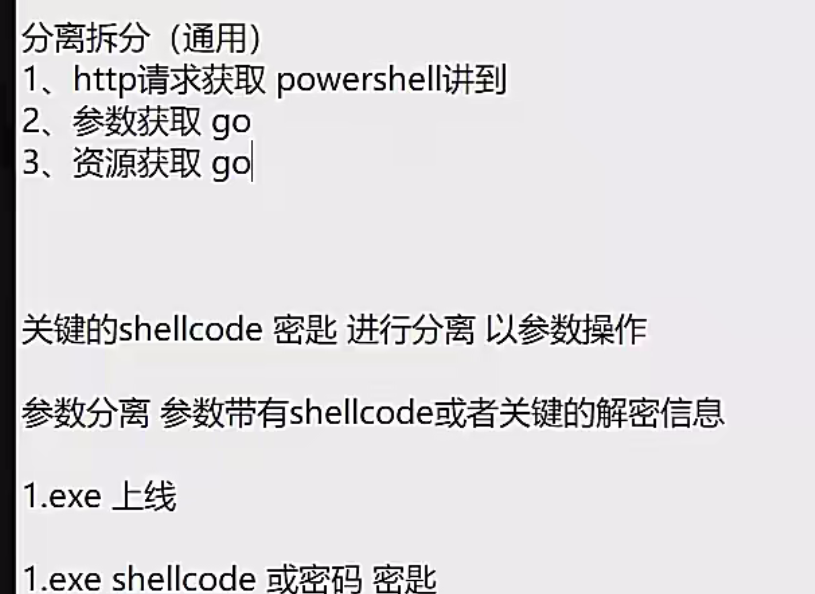 分离拆分（通用）
1、http请求获取 powershell讲到
2、参数获取 go
3、资源获取 go
关键的shellcode 密匙 进行分离 以参数操作
参数分离 参数带有shellcode或者关键的解密信息
1.exe 上线
1.exe shellcode 或密码 密匙